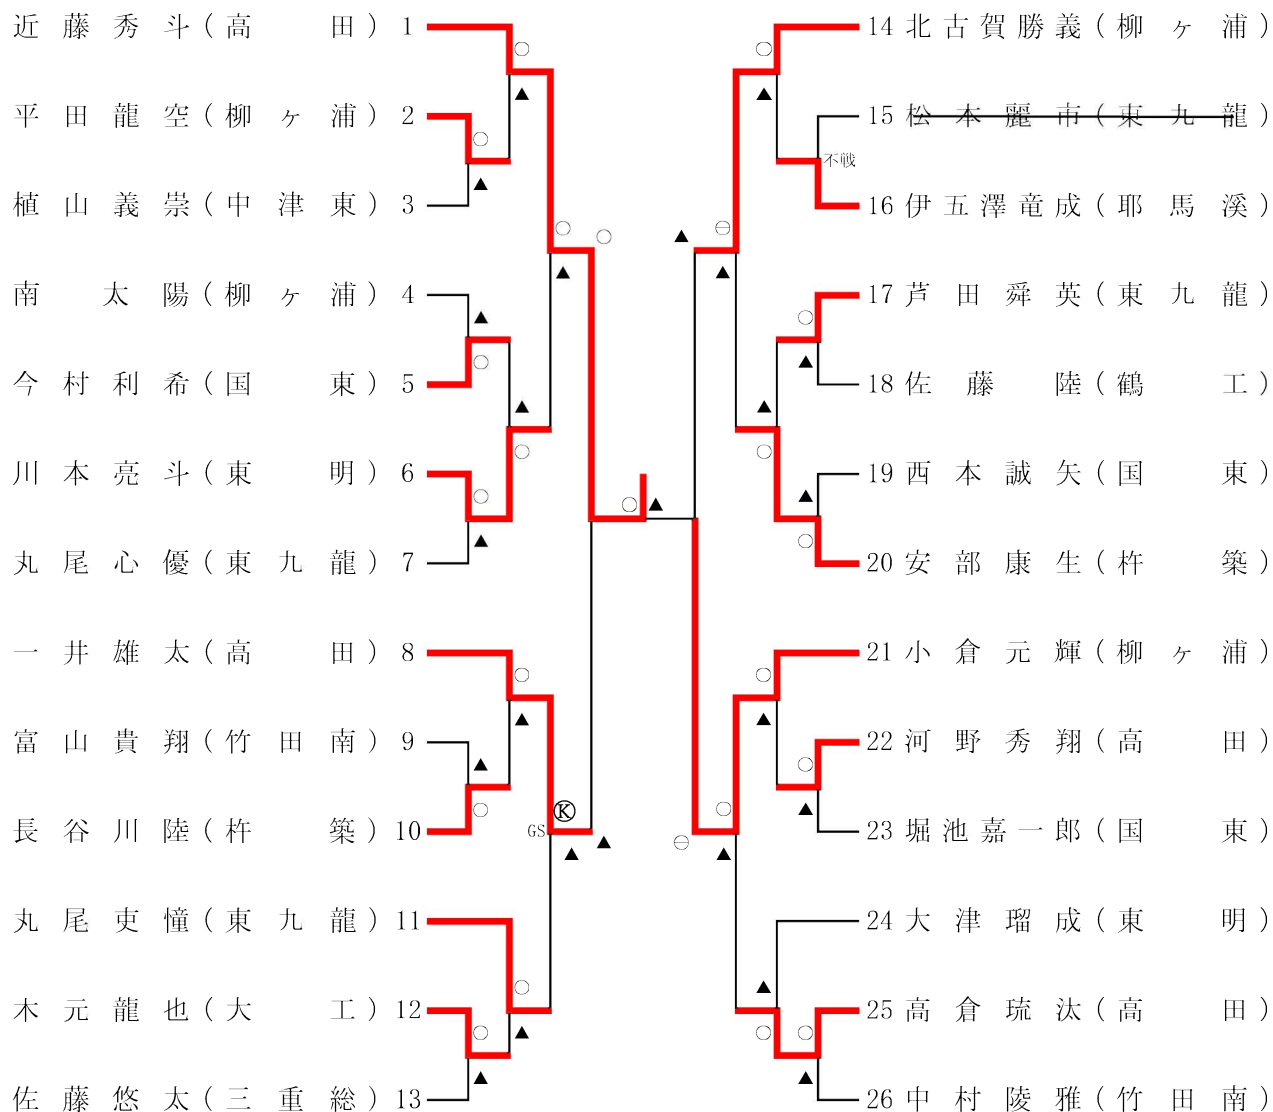 近藤秀斗(高田) 1
平田龍空(柳ヶ浦) 2
植山義崇(中津東) 3
南太陽(柳ヶ浦) 4
今村利希(国東) 5
川本亮斗(東明) 6
丸尾心優(東九龍) 7
一井雄太(高田) 8
富山貴翔(竹田南) 9
長谷川陸(杵築) 10
丸尾吏憧(東九龍) 11
木元龍也(大工) 12
佐藤悠太(三重総) 13
GS Ⓚ
14 北古賀勝義(柳ヶ浦)
15 松本麗市(東九龍)
不戦
16 伊五澤竜成(耶馬溪)
17 芦田舜英(東九龍)
18 佐藤陸(鶴工)
19 西本誠矢(国東)
20 安部康生(杵築)
21 小倉元輝(柳ヶ浦)
22 河野秀翔(高田)
23 堀池嘉一郎(国東)
24 大津瑠成(東明)
25 高倉琉汰(高田)
26 中村陵雅(竹田南)